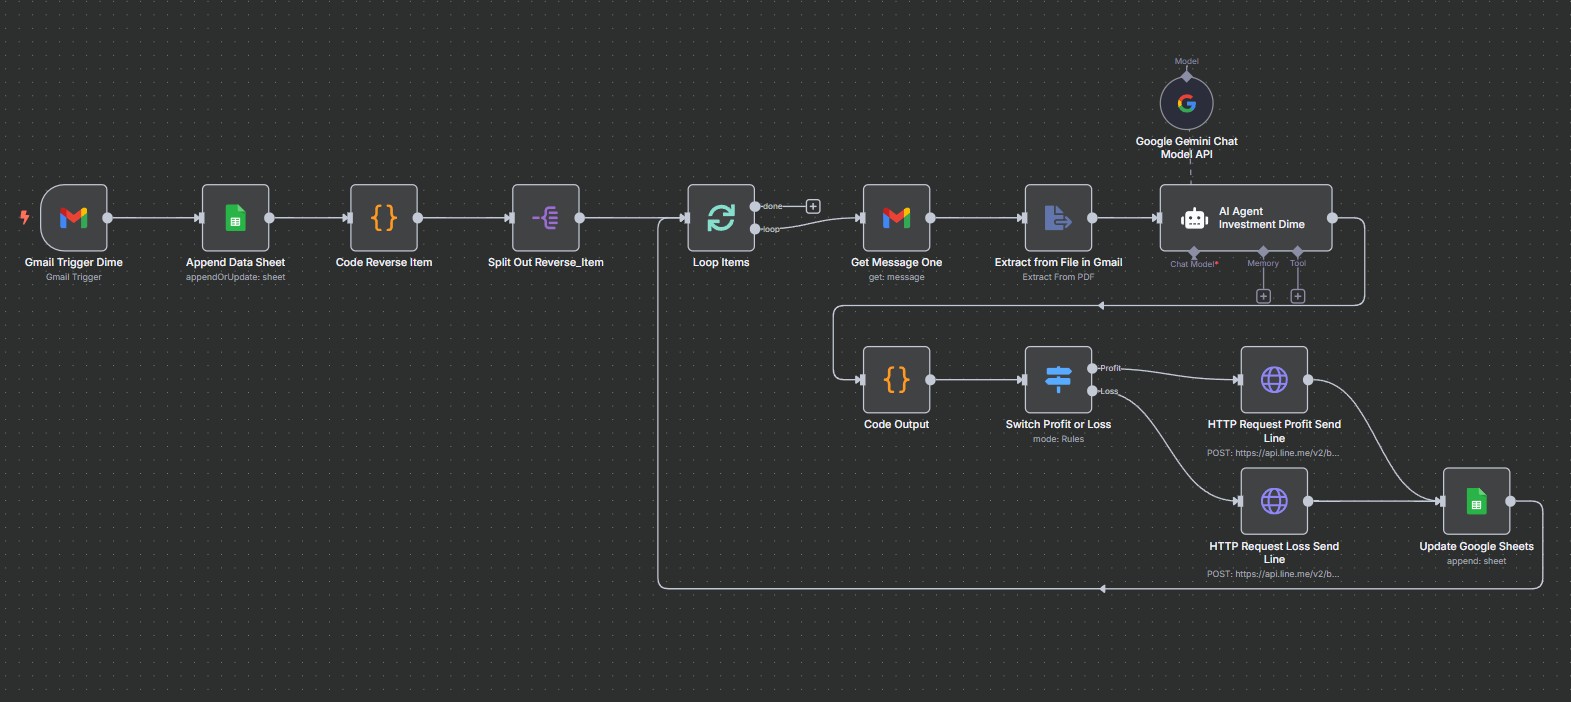 Model
Google Gemini Chat
Model API
Gmail Trigger Dime
Gmail Trigger
Append Data Sheet
appendOrUpdate: sheet
Code Reverse Item
Split Out Reverse_Item
Loop Items
done
loop
Get Message One
get: message
Extract from File in Gmail
Extract From PDF
AI Agent
Investment Dime
Chat Model*
Memory
Tool
Code Output
Switch Profit or Loss
mode: Rules
Profit
Loss
HTTP Request Profit Send
Line
POST: https://api.line.me/v2/b...
HTTP Request Loss Send
Line
POST: https://api.line.me/v2/b...
Update Google Sheets
append: sheet